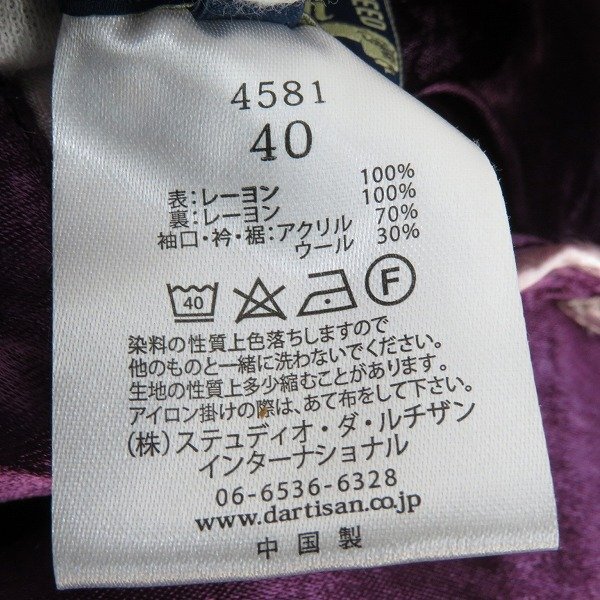 4581
40
表:レーヨン 100%
裏:レーヨン 100%
袖口・衿・裾:アクリル 70%
ウール 30%
40
F
染料の性質上色落ちしますので
他のものと一緒に洗わないでください。
生地の性質上多少縮むことがあります。
アイロン掛けの際は、あて布をして下さい。
(株)ステュディオ・ダ・ルチザン
インターナショナル
06-6536-6328
www.dartisan.co.jp
中国製